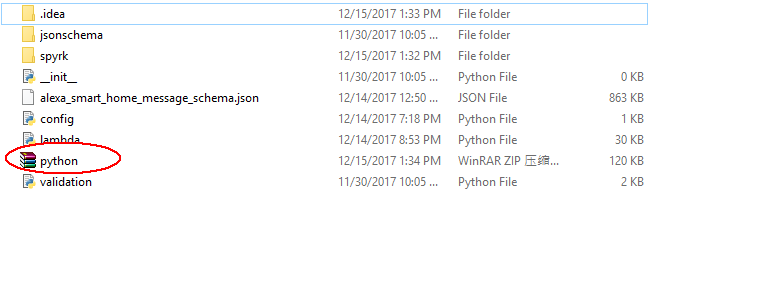 .idea 12/15/2017 1:33 PM File folder
jsonschema 11/30/2017 10:05 ... File folder
spyrk 12/15/2017 1:32 PM File folder
__init__ 11/30/2017 10:05 ... Python File 0 KB
alexa_smart_home_message_schema.json 12/14/2017 12:50 ... JSON File 863 KB
config 12/14/2017 7:18 PM Python File 1 KB
lambda 12/14/2017 8:53 PM Python File 30 KB
python 12/15/2017 1:34 PM WinRAR ZIP 压缩... 120 KB
validation 11/30/2017 10:05 ... Python File 2 KB